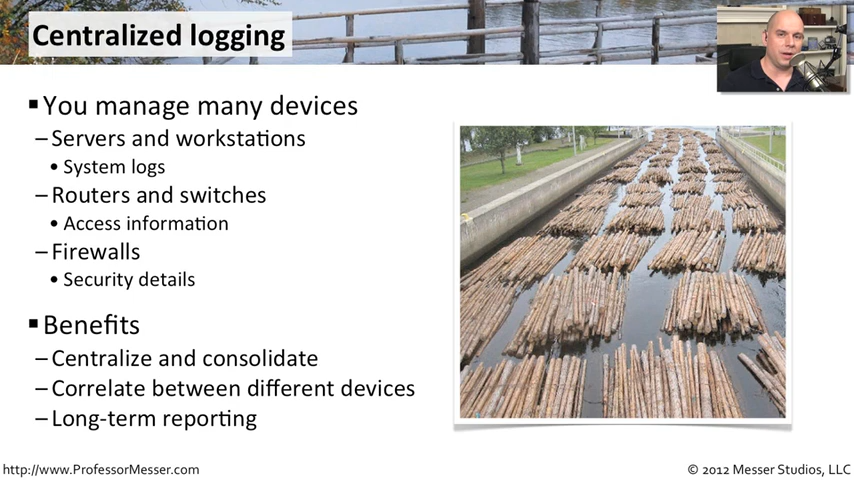 Centralized logging
▪ You manage many devices
– Servers and workstations
• System logs
– Routers and switches
• Access information
– Firewalls
• Security details
▪ Benefits
– Centralize and consolidate
– Correlate between different devices
– Long-term reporting
http://www.ProfessorMesser.com
© 2012 Messer Studios, LLC